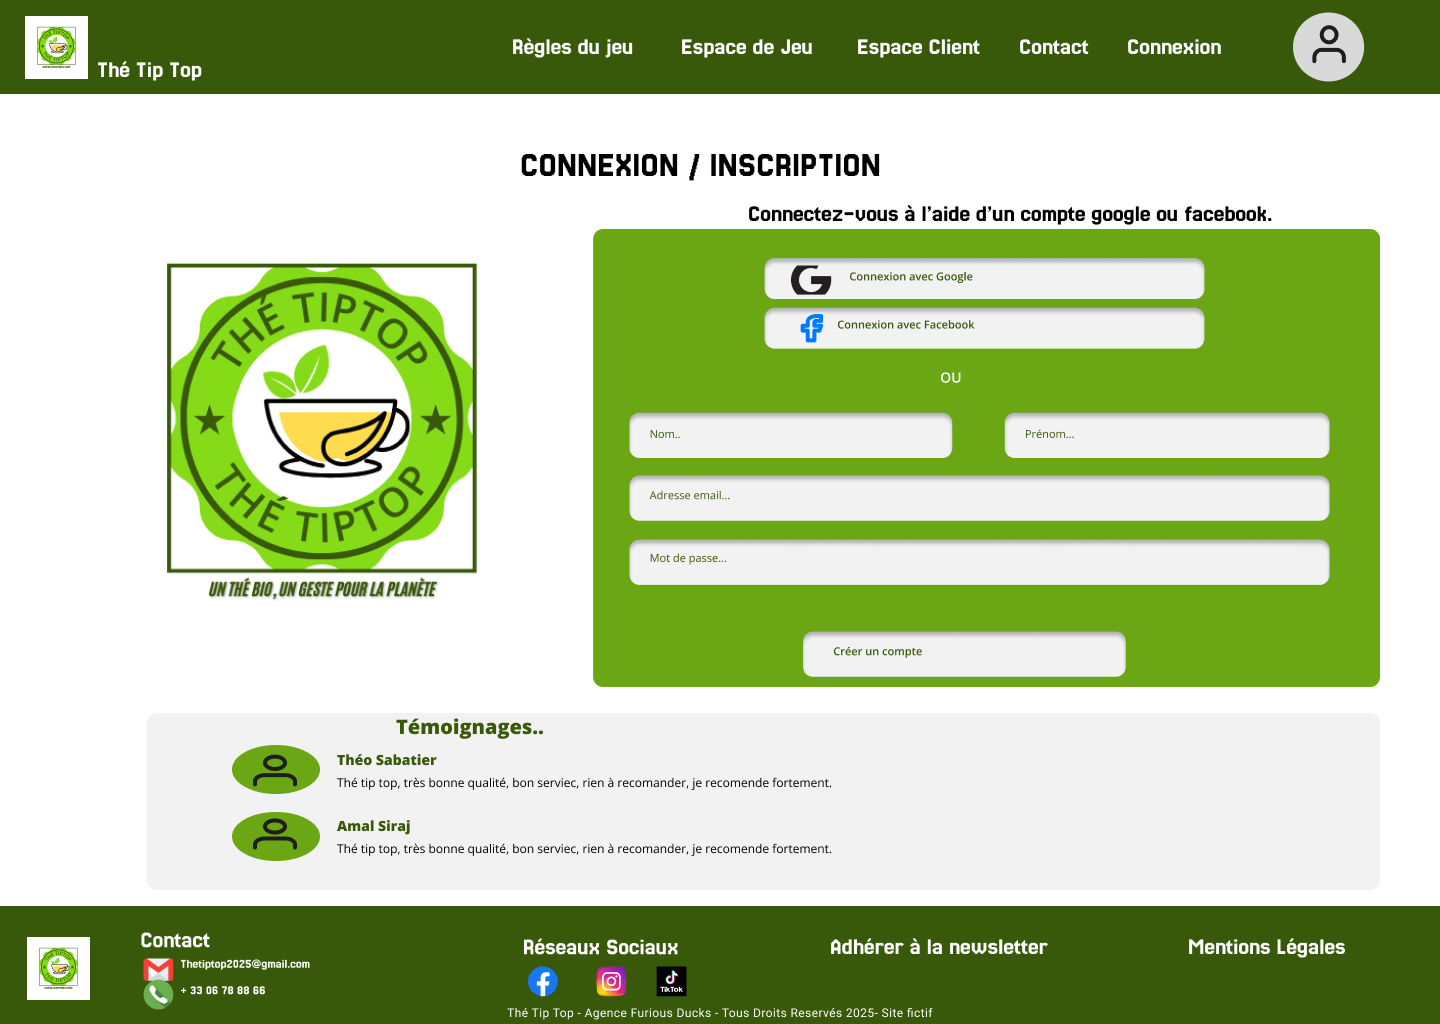 Thé Tip Top
Règles du jeu
Espace de Jeu
Espace Client
Contact
Connexion
CONNEXION / INSCRIPTION
Connectez-vous à l'aide d'un compte google ou facebook.
THÉ TIPTOP
THÉ TIPTOP
UN THÉ BIO, UN GESTE POUR LA PLANÈTE
Connexion avec Google
Connexion avec Facebook
OU
Nom..
Prénom...
Adresse email...
Mot de passe...
Créer un compte
Témoignages..
Théo Sabatier
Thé tip top, très bonne qualité, bon serviec, rien à recomander, je recomende fortement.
Amal Siraj
Thé tip top, très bonne qualité, bon serviec, rien à recomander, je recomende fortement.
Contact
Thetiptop2025@gmail.com
+ 33 06 78 88 66
Réseaux Sociaux
TikTok
Adhérer à la newsletter
Mentions Légales
Thé Tip Top - Agence Furious Ducks - Tous Droits Reservés 2025- Site fictif